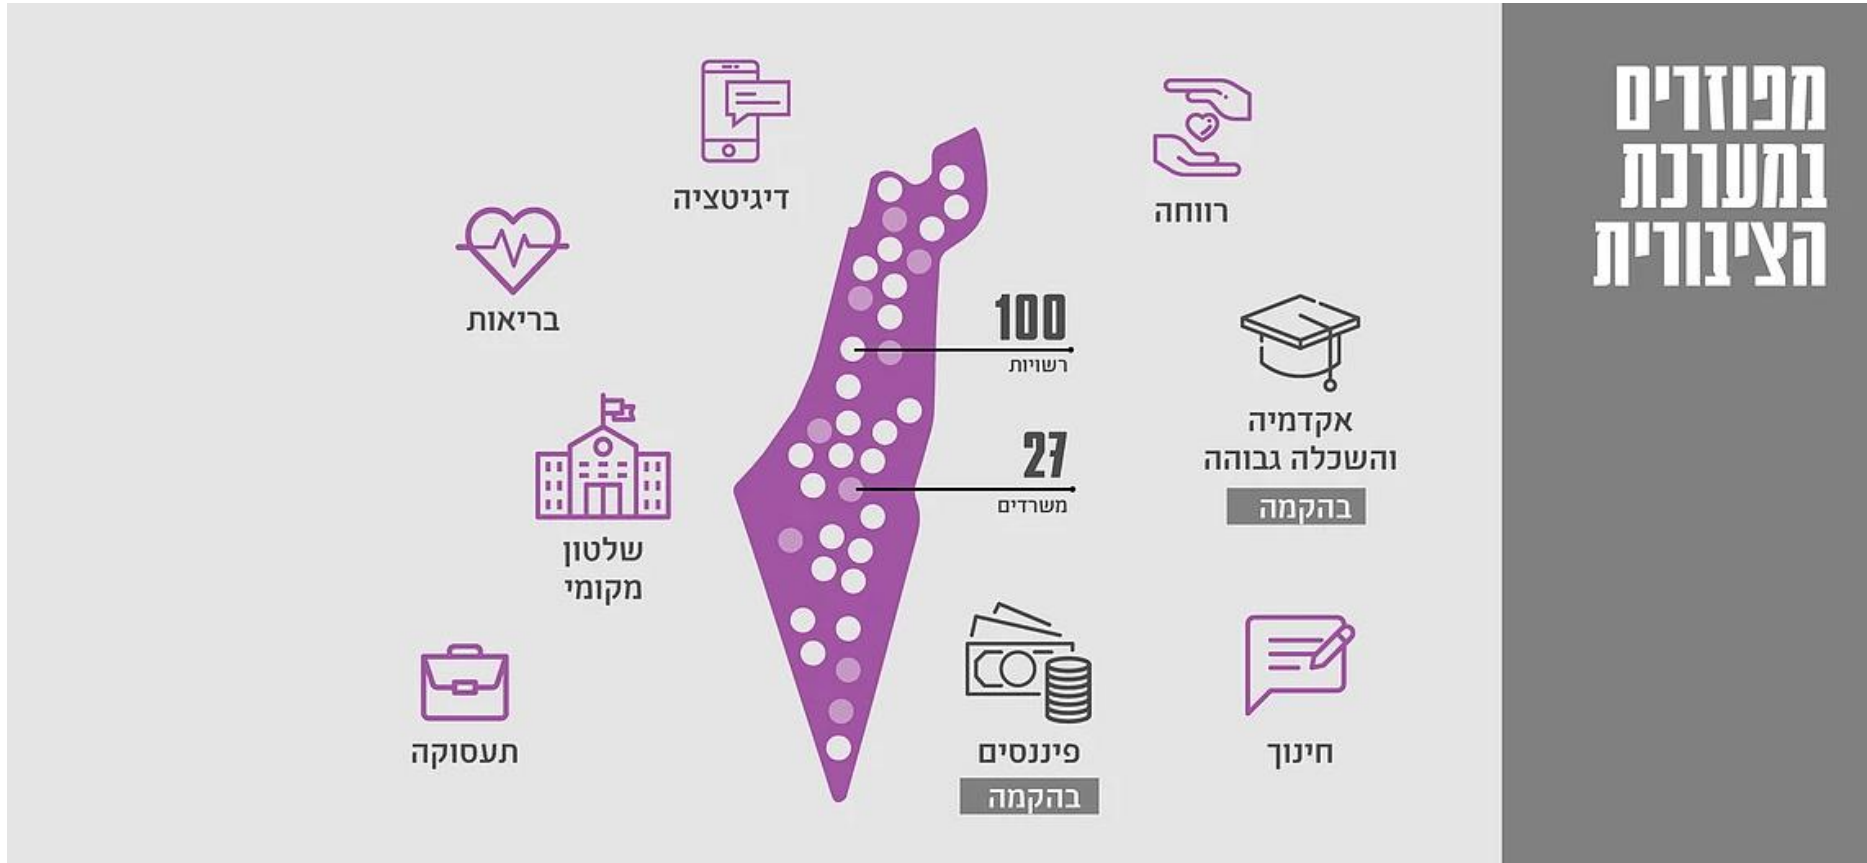 מפוזרים
במערכת
הציבורית
רווחה
דיגיטציה
בריאות
100
רשויות
אקדמיה
והשכלה גבוהה
בהקמה
27
משרדים
שלטון
מקומי
חינוך
פיננסים
בהקמה
תעסוקה